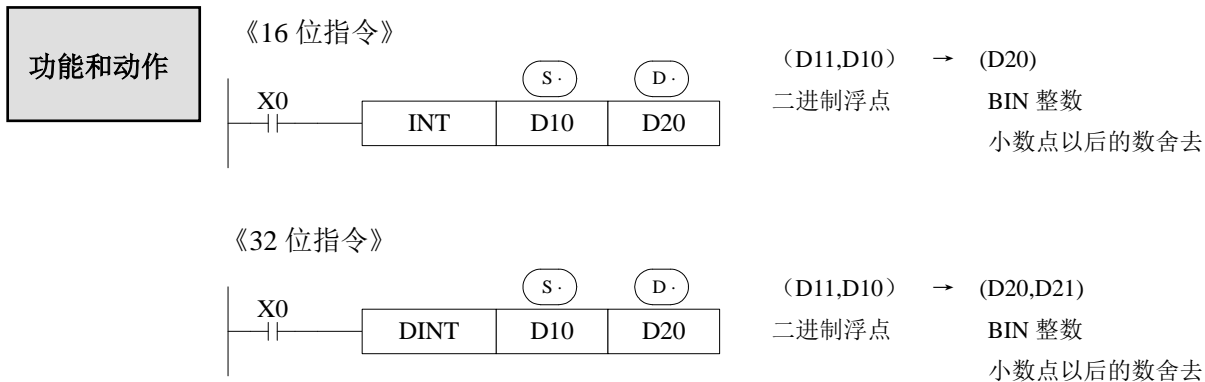 功能和动作
《16 位指令》
S · D ·
X0
INT D10 D20
（D11,D10） → (D20)
二进制浮点 BIN 整数
小数点以后的数舍去
《32 位指令》
S · D ·
X0
DINT D10 D20
（D11,D10） → (D20,D21)
二进制浮点 BIN 整数
小数点以后的数舍去